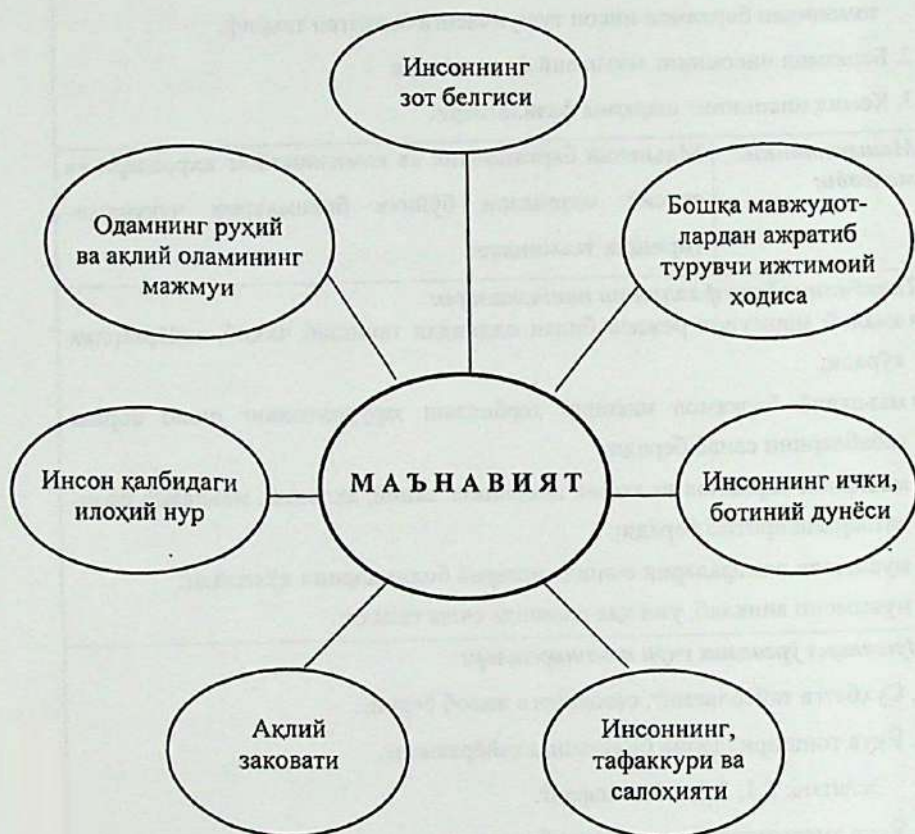 Инсоннинг
зот белгиси
Одамнинг руҳий
ва ақлий оламининг
мажмуи
Бошқа мавжудот-
лардан ажратиб
турувчи ижтимоий
ҳодиса
Инсон қалбидаги
илоҳий нур
МАЪНАВИЯТ
Инсоннинг ички,
ботиний дунёси
Ақлий
заковати
Инсоннинг,
тафаккури ва
салоҳияти